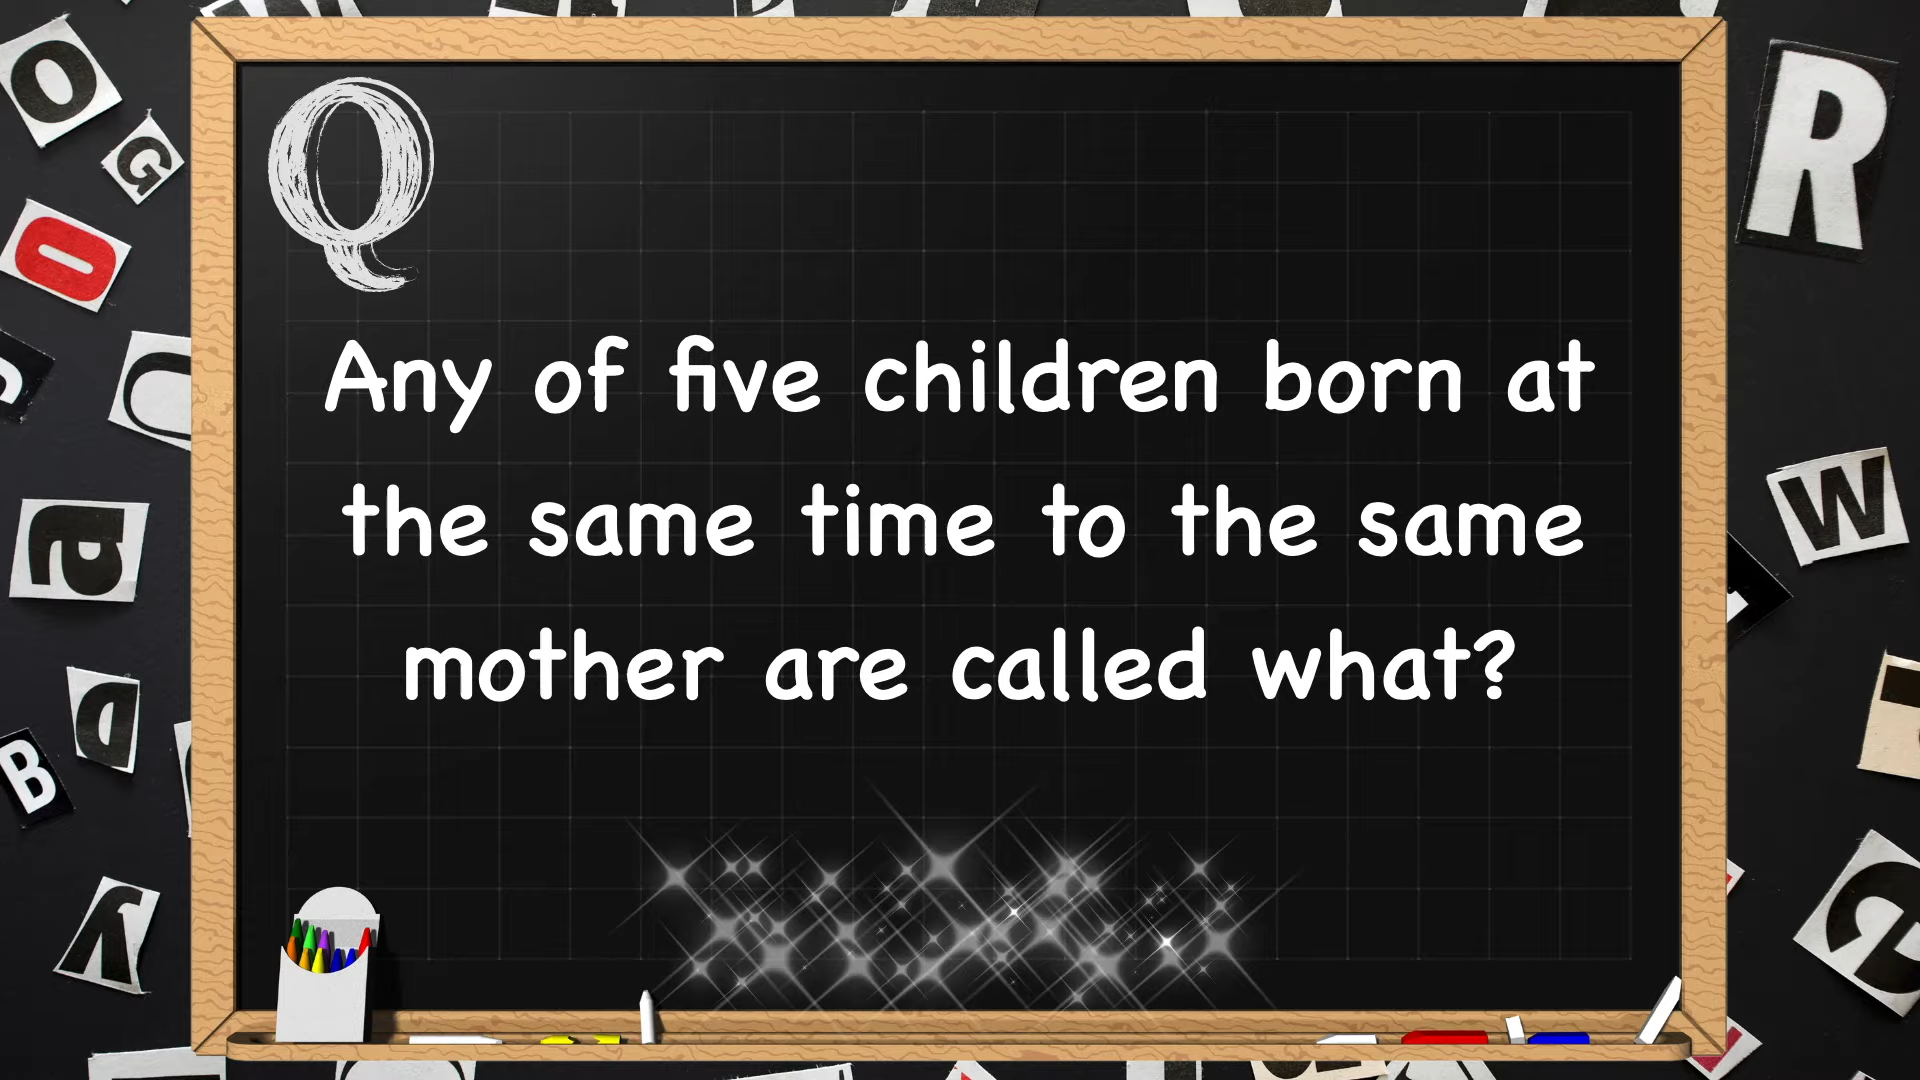 Q
Any of five children born at
the same time to the same
mother are called what?
O
G
O
a
D
B
y
R
W
e